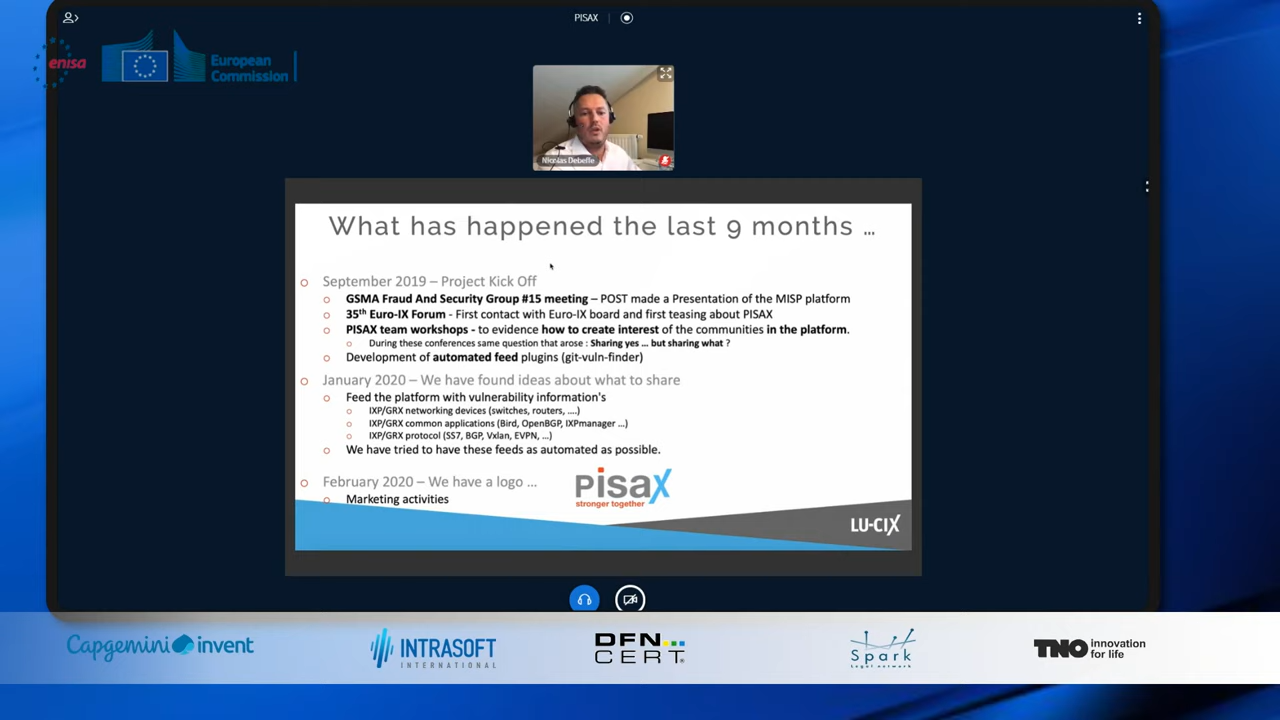 PISAX
enisa
European
Commission
Nicolas Debeffe
What has happened the last 9 months ...
September 2019 – Project Kick Off
GSMA Fraud And Security Group #15 meeting – POST made a Presentation of the MISP platform
35th Euro-IX Forum - First contact with Euro-IX board and first teasing about PISAX
PISAX team workshops - to evidence how to create interest of the communities in the platform.
During these conferences same question that arose : Sharing yes ... but sharing what ?
Development of automated feed plugins (git-vuln-finder)
January 2020 – We have found ideas about what to share
Feed the platform with vulnerability information's
IXP/GRX networking devices (switches, routers, ....)
IXP/GRX common applications (Bird, OpenBGP, IXPmanager ...)
IXP/GRX protocol (SS7, BGP, Vxlan, EVPN, ...)
We have tried to have these feeds as automated as possible.
February 2020 – We have a logo ...
Marketing activities
pisax
stronger together
LU-CIX
Capgemini invent
INTRASOFT
INTERNATIONAL
DFN
CERT®
Spark
Legal network
TNO innovation
for life